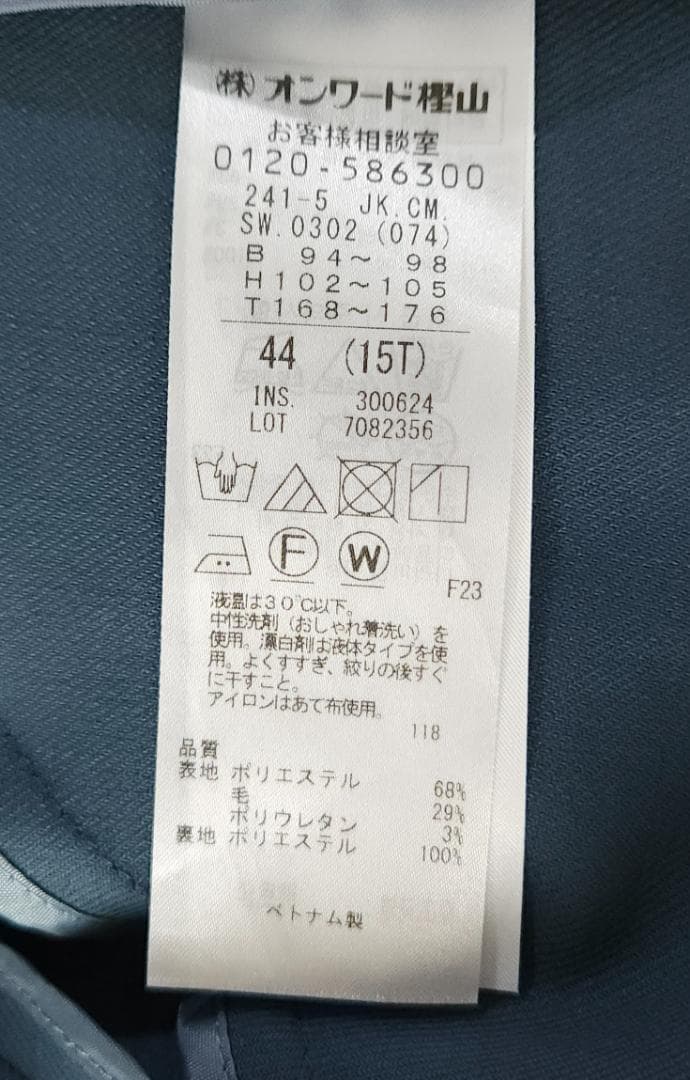 (株)オンワード樫山
お客様相談室
0120-586300
241-5 JK.CM.
SW.0302 (074)
B 94～ 98
H102～105
T168～176
44 (15T)
INS. 300624
LOT 7082356
F W
F23
液温は30℃以下。
中性洗剤（おしゃれ着洗い）を
使用。漂白剤は液体タイプを使
用。よくすすぎ、絞りの後すぐ
に干すこと。
アイロンはあて布使用。
118
品質
表地 ポリエステル 68%
毛 29%
ポリウレタン 3%
裏地 ポリエステル 100%
ベトナム製